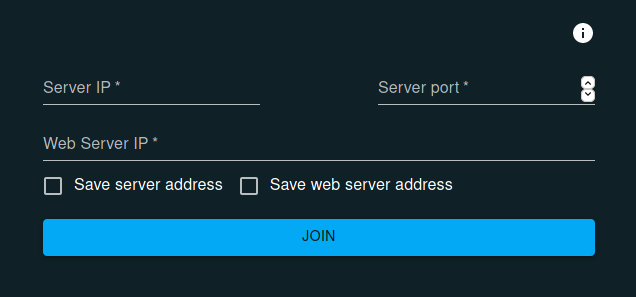 Server IP *
Server port *
Web Server IP *
Save server address
Save web server address
JOIN